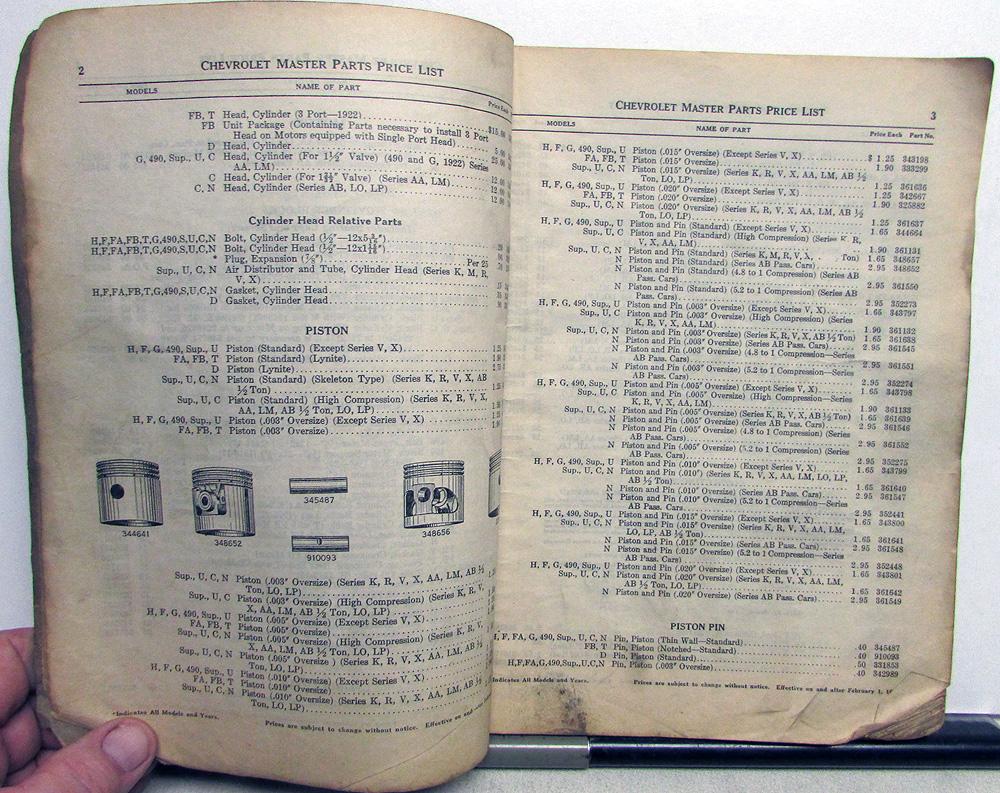 2
CHEVROLET MASTER PARTS PRICE LIST
MODELS NAME OF PART Price Each
FB, T Head, Cylinder (3 Port—1922)
FB Unit Package (Containing Parts necessary to install 3 Port
Head on Motors equipped with Single Port Head)
D Head, Cylinder
G, 490, Sup., U, C Head, Cylinder (For 1½" Valve) (490 and G, 1922) Series
AA, LM)
C Head, Cylinder (Series AA, LM)
C, N Head, Cylinder (Series AB, LO, LP)
Cylinder Head Relative Parts
H,F,FA,FB,T,G,490,S,U,C,N Bolt, Cylinder Head
H,F,FA,FB,T,G,490,S,U,C,N Bolt, Cylinder Head
* Plug, Expansion Per 25
Sup., U, C, N Air Distributor and Tube, Cylinder Head (Series K, M, R,
V, X)
H,F,FA,FB,T,G,490,S,U,C,N Gasket, Cylinder Head
D Gasket, Cylinder Head
PISTON
H, F, G, 490, Sup., U Piston (Standard) (Except Series V, X)
FA, FB, T Piston (Standard) (Lynite)
D Piston (Lynite)
Sup., U, C, N Piston (Standard) (Skeleton Type) (Series K, R, V, X, AB
½ Ton)
Sup., U, C Piston (Standard) (High Compression) (Series K, R, V, X,
AA, LM, AB ½ Ton, LO, LP)
H, F, G, 490, Sup., U Piston (.003" Oversize) (Except Series V, X)
FA, FB, T Piston (.003" Oversize)
344641
348652
345487
910093
348656
Sup., U, C, N Piston (.003" Oversize) (Series K, R, V, X, AA, LM, AB ½
Ton, LO, LP)
Sup., U, C Piston (.003" Oversize) (High Compression) (Series K, R, V,
X, AA, LM, AB ½ Ton, LO, LP)
H, F, G, 490, Sup., U Piston (.005" Oversize) (Except Series V, X)
FA, FB, T Piston (.005" Oversize)
Sup., U, C Piston (.005" Oversize) (High Compression) (Series K, R, V,
X, AA, LM, AB ½ Ton, LO, LP)
Sup., U, C, N Piston (.005" Oversize ) (Series K, R, V, X, AA, LM, AB ½
Ton, LO, LP)
H, F, G, 490, Sup., U Piston (.010" Oversize) (Except Series V, X)
FA, FB, T Piston (.010" Oversize)
Sup., U, C, N Piston (.010" Oversize) (Series K, R, V, X, AA, LM, AB ½
Ton, LO, LP)
*Indicates All Models and Years.
Prices are subject to change without notice. Effective on and
CHEVROLET MASTER PARTS PRICE LIST
3
MODELS NAME OF PART Price Each Part No.
H, F, G, 490, Sup., U Piston (.015" Oversize) (Except Series V, X) $ 1.25 343198
FA, FB, T Piston (.015" Oversize) 1.90 333299
Sup., U, C, N Piston (.015" Oversize) (Series K, R, V, X, AA, LM, AB ½
Ton, LO, LP) 1.25 361636
H, F, G, 490, Sup., U Piston (.020" Oversize) (Except Series V, X) 1.25 342667
FA, FB, T Piston (.020" Oversize) 1.90 325882
Sup., U, C, N Piston (.020" Oversize) (Series K, R, V, X, AA, LM, AB ½
Ton, LO, LP) 1.25 361637
H, F, G, 490, Sup., U Piston and Pin (Standard) (Except Series V, X) 1.65 344664
Sup., U, C Piston and Pin (Standard) (High Compression) (Series K, R,
V, X, AA, LM) 1.90 361131
Sup., U, C, N Piston and Pin (Standard) (Series K, M, R, V, X, Ton) 1.65 348657
N Piston and Pin (Standard) (Series AB Pass. Cars) 2.95 348652
N Piston and Pin (Standard) (4.8 to 1 Compression) (Series AB
Pass. Cars) 2.95 361550
N Piston and Pin (Standard) (5.2 to 1 Compression) (Series AB
Pass. Cars) 2.95 352273
H, F, G, 490, Sup., U Piston and Pin (.003" Oversize) (Except Series V, X) 1.65 343797
Sup., U, C Piston and Pin (.003" Oversize) (High Compression) (Series
K, R, V, X, AA, LM) 1.90 361132
Sup., U, C, N Piston and Pin (.003" Oversize) (Series K, R, V, X, AB ½ Ton) 1.65 361638
N Piston and Pin (.003" Oversize) (Series AB Pass. Cars) 2.95 361545
N Piston and Pin (.003" Oversize) (4.8 to 1 Compression—Series
AB Pass. Cars) 2.95 361551
N Piston and Pin (.003" Oversize) (5.2 to 1 Compression—Series
AB Pass. Cars) 2.95 352274
H, F, G, 490, Sup., U Piston and Pin (.005" Oversize) (Except Series V, X) 1.65 343798
Sup., U, C Piston and Pin (.005" Oversize) (High Compression—Series
K, R, V, X, AA, LM) 1.90 361133
Sup., U, C, N Piston and Pin (.005" Oversize) (Series K, R, V, X, AB ½ Ton) 1.65 361639
N Piston and Pin (.005" Oversize) (Series AB Pass. Cars) 2.95 361546
N Piston and Pin (.005" Oversize) (4.8 to 1 Compression) (Series
AB Pass. Cars) 2.95 361552
N Piston and Pin (.005" Oversize) (5.2 to 1 Compression) (Series
AB Pass. Cars) 2.95 352275
H, F, G, 490, Sup., U Piston and Pin (.010" Oversize) (Except Series V, X) 1.65 343799
Sup., U, C, N Piston and Pin (.010") (Series K, R, V, X, AA, LM, LO, LP,
AB ½ Ton) 1.65 361640
N Piston and Pin (.010" Oversize) (Series AB Pass. Cars) 2.95 361547
N Piston and Pin (.010" Oversize) (5.2 to 1 Compression—Series
AB Pass. Cars) 2.95 352441
H, F, G, 490, Sup., U Piston and Pin (.015" Oversize) (Except Series V, X) 1.65 343800
Sup., U, C, N Piston and Pin (.015" Oversize) (Series K, R, V, X, AA, LM,
LO, LP, AB ½ Ton) 1.65 361641
N Piston and Pin (.015" Oversize) (Series AB Pass. Cars) 2.95 361548
N Piston and Pin (.015" Oversize) (5.2 to 1 Compression—Series
AB Pass. Cars) 2.95 352448
H, F, G, 490, Sup., U Piston and Pin (.020" Oversize) (Except Series V, X) 1.65 343801
Sup., U, C, N Piston and Pin (.020" Oversize) (Series K, R, V, X, AA, LM,
AB ½ Ton, LO, LP) 1.65 361642
N Piston and Pin (.020" Oversize) (Series AB Pass. Cars) 2.95 361549
PISTON PIN
H, F, FA, G, 490, Sup., U, C, N Pin, Piston (Thin Wall—Standard) .40 345487
FB, T Pin, Piston (Notched—Standard) .40 910093
D Pin, Piston (Standard) .50 331853
H,F,FA,G,490,Sup.,U,C,N Pin, Piston (.003" Oversize) .40 342989
Indicates All Models and Years.
Prices are subject to change without notice. Effective on and after February 1,